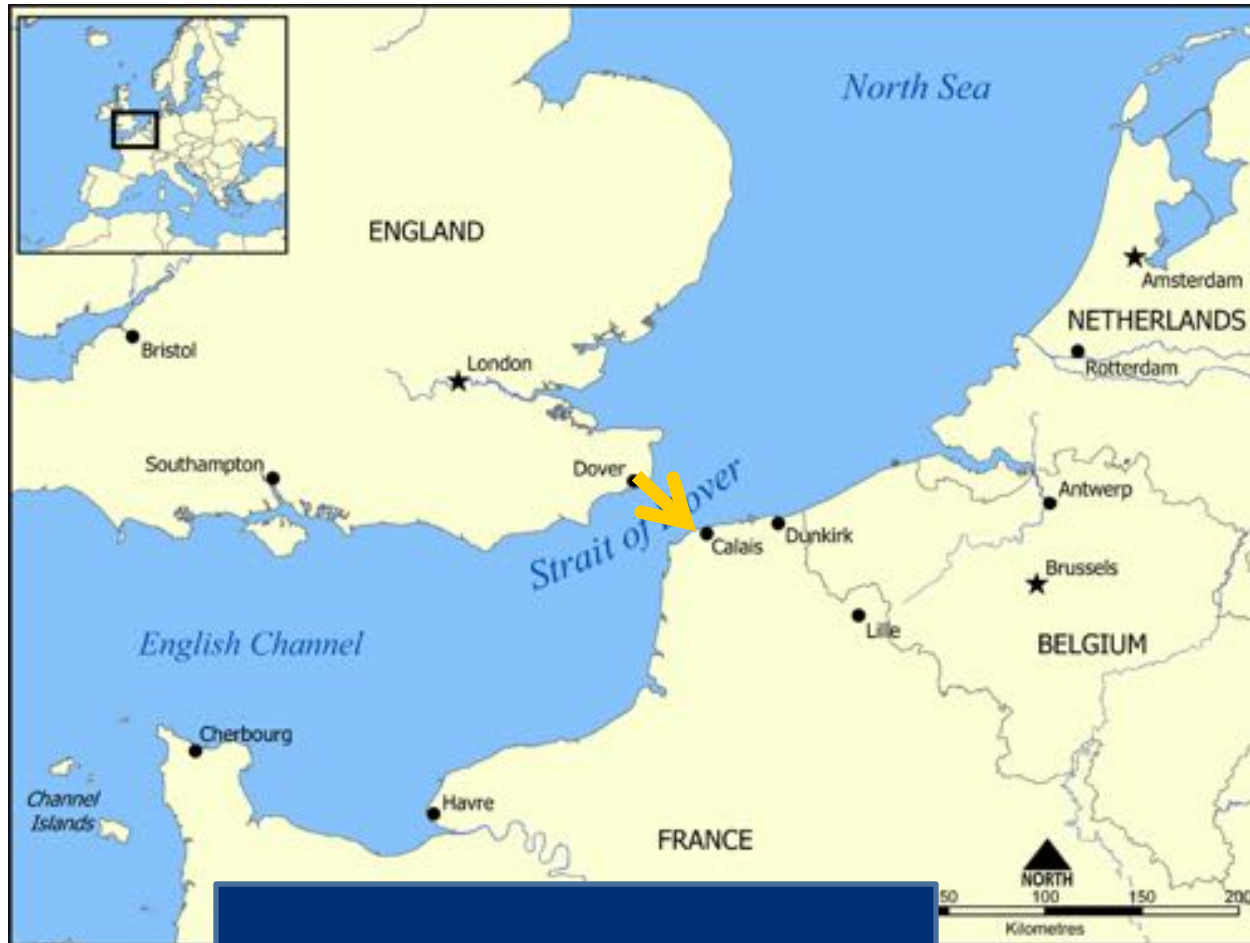 North Sea
ENGLAND
Amsterdam
NETHERLANDS
Bristol
London
Rotterdam
Southampton
Dover
Antwerp
Strait of Dover
Calais
Dunkirk
Brussels
Lille
English Channel
BELGIUM
Cherbourg
Channel
Islands
Havre
FRANCE
NORTH
50 100 150 200
Kilometres